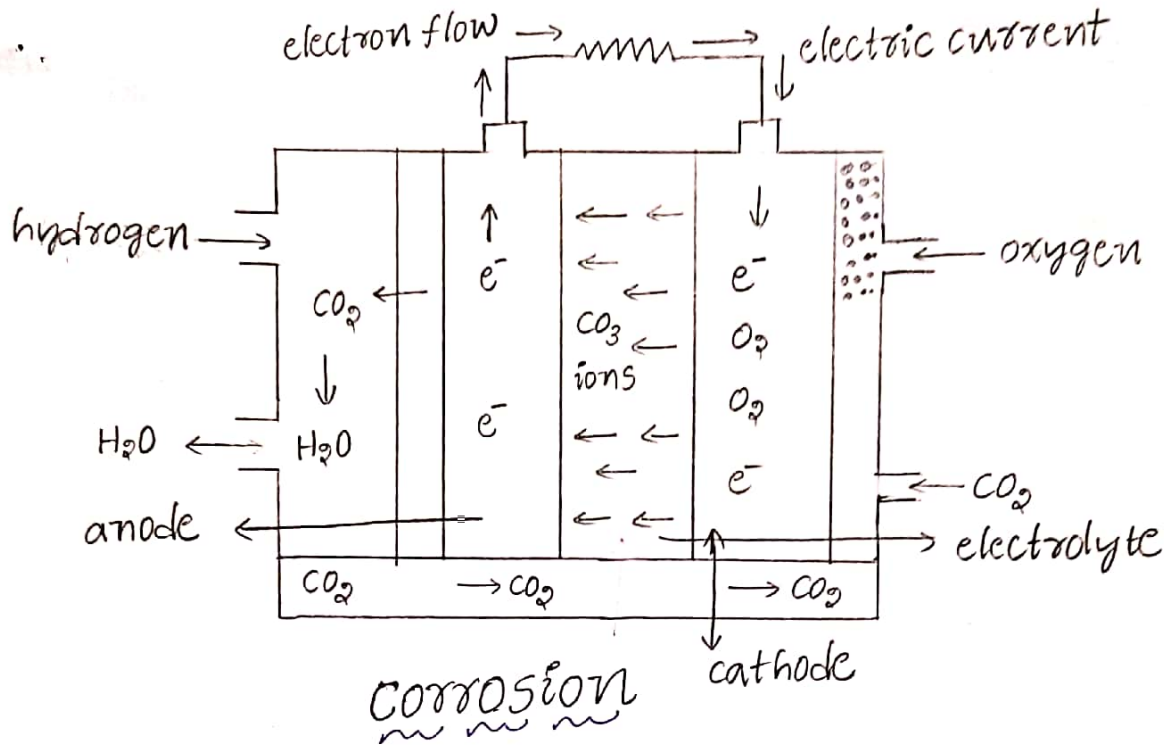 electron flow → → electric current
hydrogen → ← oxygen
e⁻ e⁻
CO₂ ←
CO₃ O₂
ions
O₂
e⁻
H₂O ← H₂O
e⁻ ← CO₂
anode
electrolyte
CO₂ → CO₂ → CO₂
cathode
corrosion